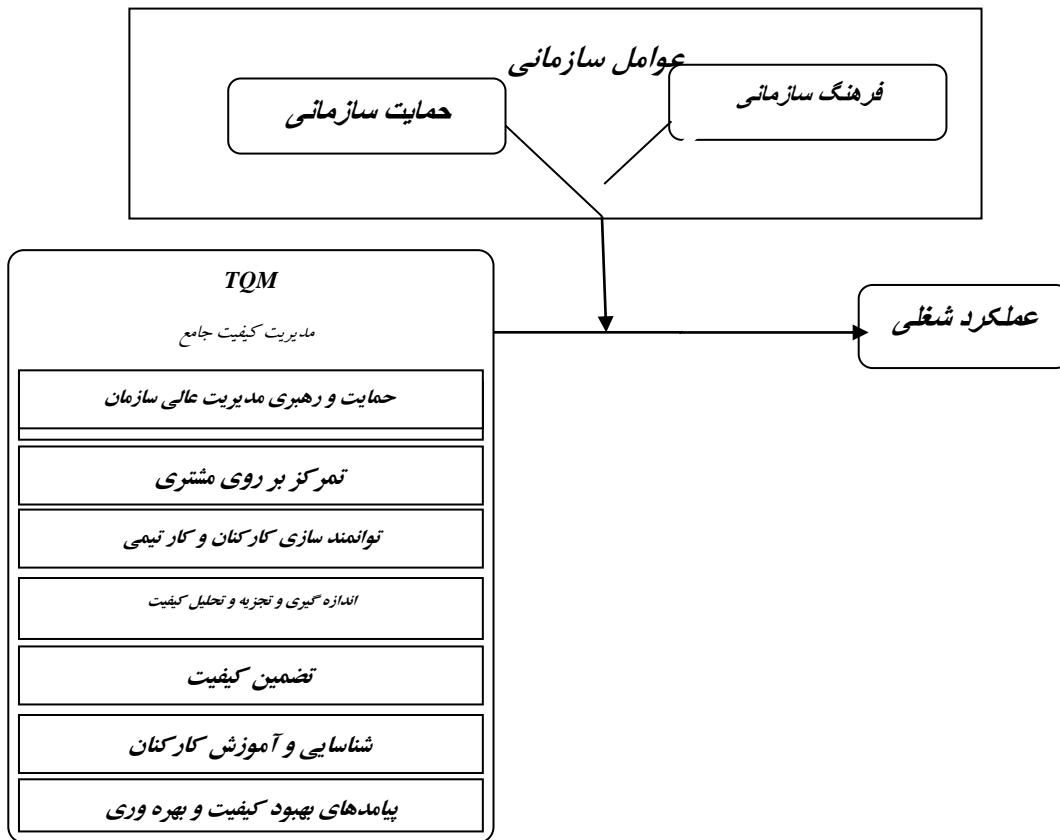 عوامل سازمانی
فرهنگ سازمانی
حمایت سازمانی
TQM
مدیریت کیفیت جامع
عملکرد شغلی
حمایت و رهبری مدیریت عالی سازمان
تمرکز بر روی مشتری
توانمند سازی کارکنان و کار تیمی
اندازه گیری و تجزیه و تحلیل کیفیت
تضمین کیفیت
شناسایی و آموزش کارکنان
پیامدهای بهبود کیفیت و بهره وری